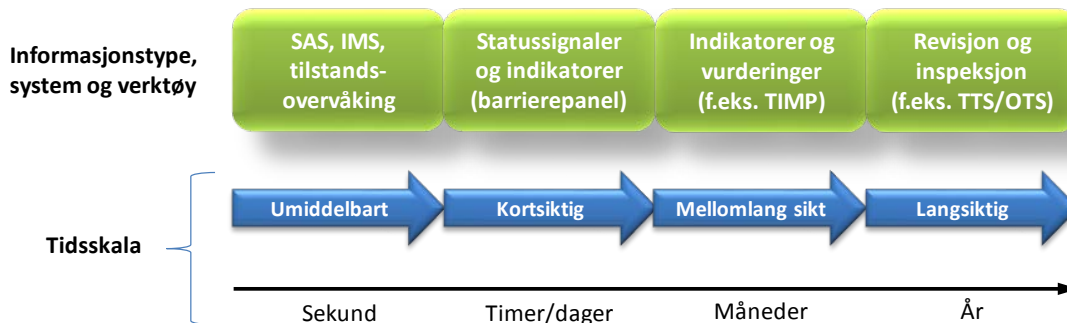 Informasjonstype,
system og verktøy
SAS, IMS,
tilstands-
overvåking
Statussignaler
og indikatorer
(barrierepanel)
Indikatorer og
vurderinger
(f.eks. TIMP)
Revisjon og
inspeksjon
(f.eks. TTS/OTS)
Tidsskala
Umiddelbart
Kortsiktig
Mellomlang sikt
Langsiktig
Sekund
Timer/dager
Måneder
År